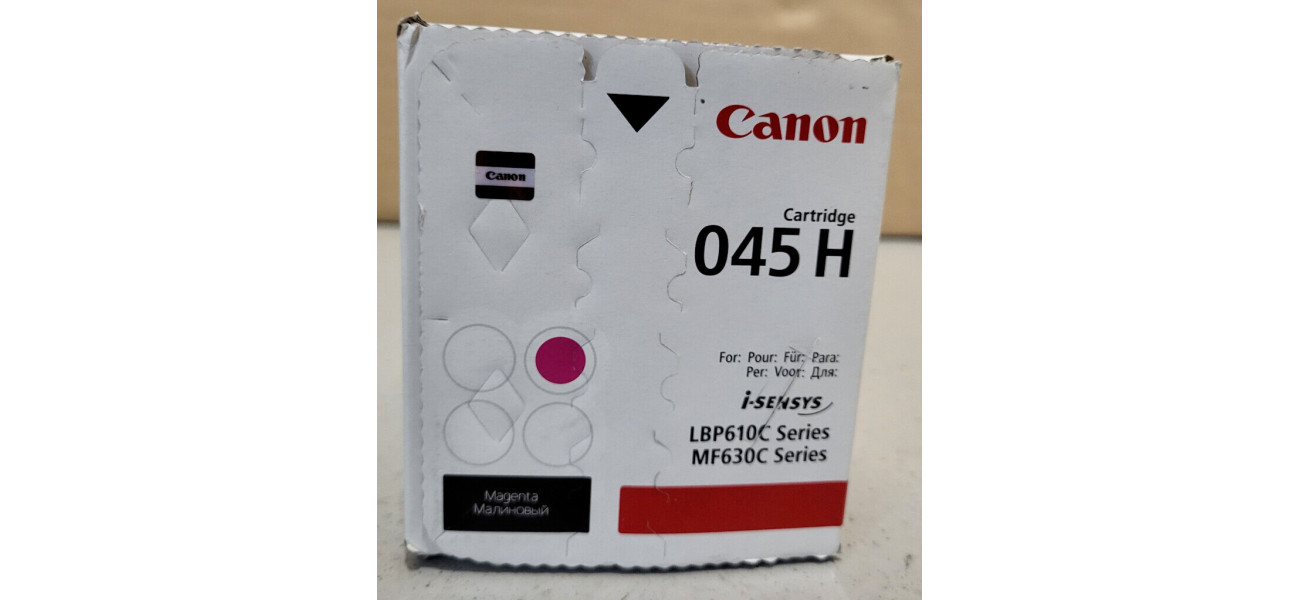 Canon
Canon
Cartridge
045 H
For: Pour: Für: Para:
Per: Voor: Для:
i-SENSYS
LBP610C Series
MF630C Series
Magenta
Малиновый